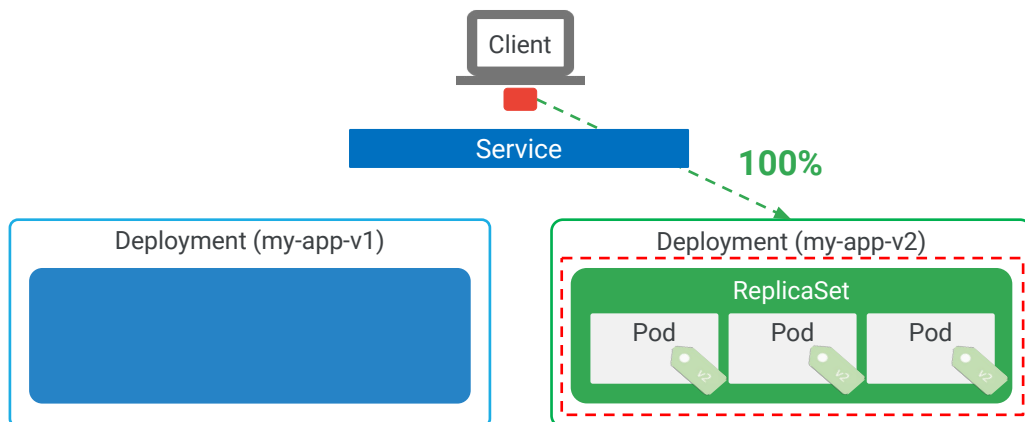 Client
Service
100%
Deployment (my-app-v1)
Deployment (my-app-v2)
ReplicaSet
Pod
Pod
Pod
v2
v2
v2